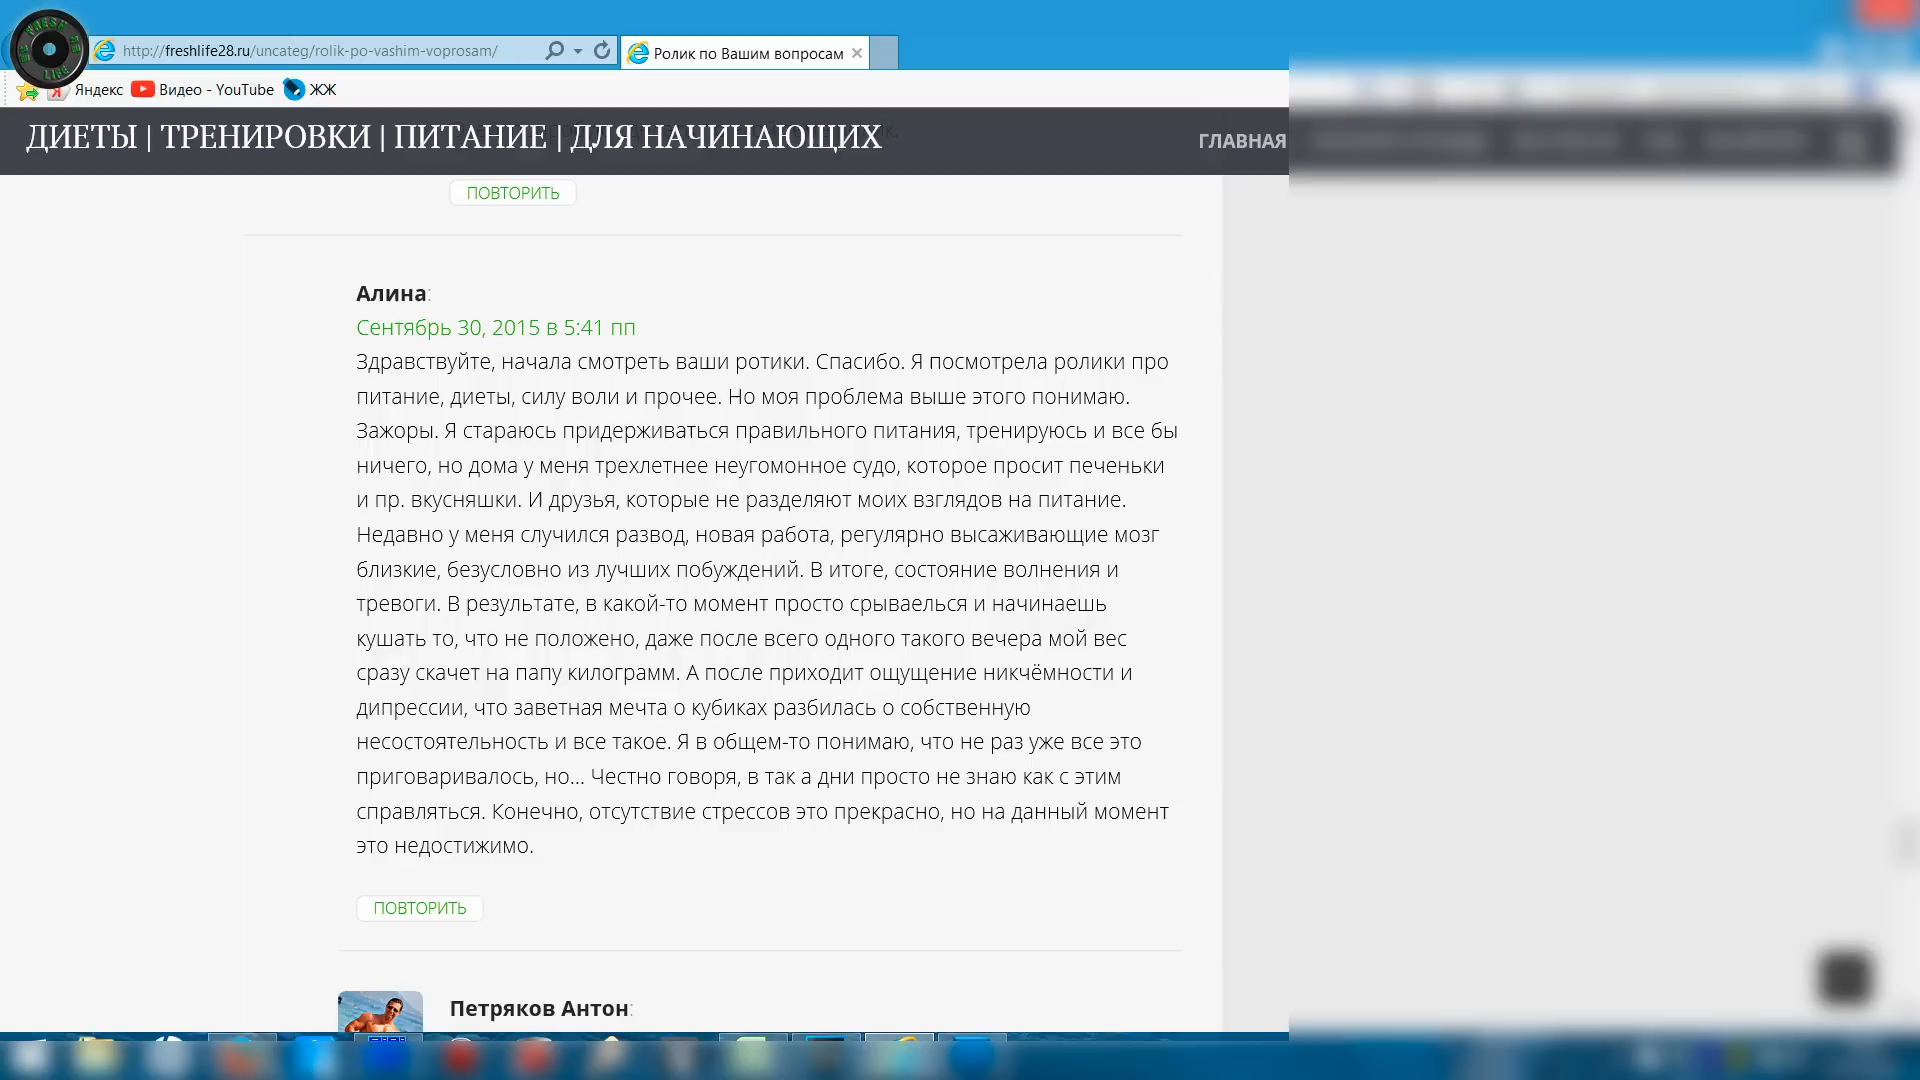 FRESH LIFE
http://freshlife28.ru/uncateg/rolik-po-vashim-voprosam/
Ролик по Вашим вопросам
Яндекс Видео - YouTube ЖЖ
ДИЕТЫ | ТРЕНИРОВКИ | ПИТАНИЕ | ДЛЯ НАЧИНАЮЩИХ
ГЛАВНАЯ
ПОВТОРИТЬ
Алина:
Сентябрь 30, 2015 в 5:41 пп
Здравствуйте, начала смотреть ваши ротики. Спасибо. Я посмотрела ролики про
питание, диеты, силу воли и прочее. Но моя проблема выше этого понимаю.
Зажоры. Я стараюсь придерживаться правильного питания, тренируюсь и все бы
ничего, но дома у меня трехлетнее неугомонное судо, которое просит печеньки
и пр. вкусняшки. И друзья, которые не разделяют моих взглядов на питание.
Недавно у меня случился развод, новая работа, регулярно высаживающие мозг
близкие, безусловно из лучших побуждений. В итоге, состояние волнения и
тревоги. В результате, в какой-то момент просто срываелься и начинаешь
кушать то, что не положено, даже после всего одного такого вечера мой вес
сразу скачет на папу килограмм. А после приходит ощущение никчёмности и
дипрессии, что заветная мечта о кубиках разбилась о собственную
несостоятельность и все такое. Я в общем-то понимаю, что не раз уже все это
приговаривалось, но... Честно говоря, в так а дни просто не знаю как с этим
справляться. Конечно, отсутствие стрессов это прекрасно, но на данный момент
это недостижимо.
ПОВТОРИТЬ
Петряков Антон: